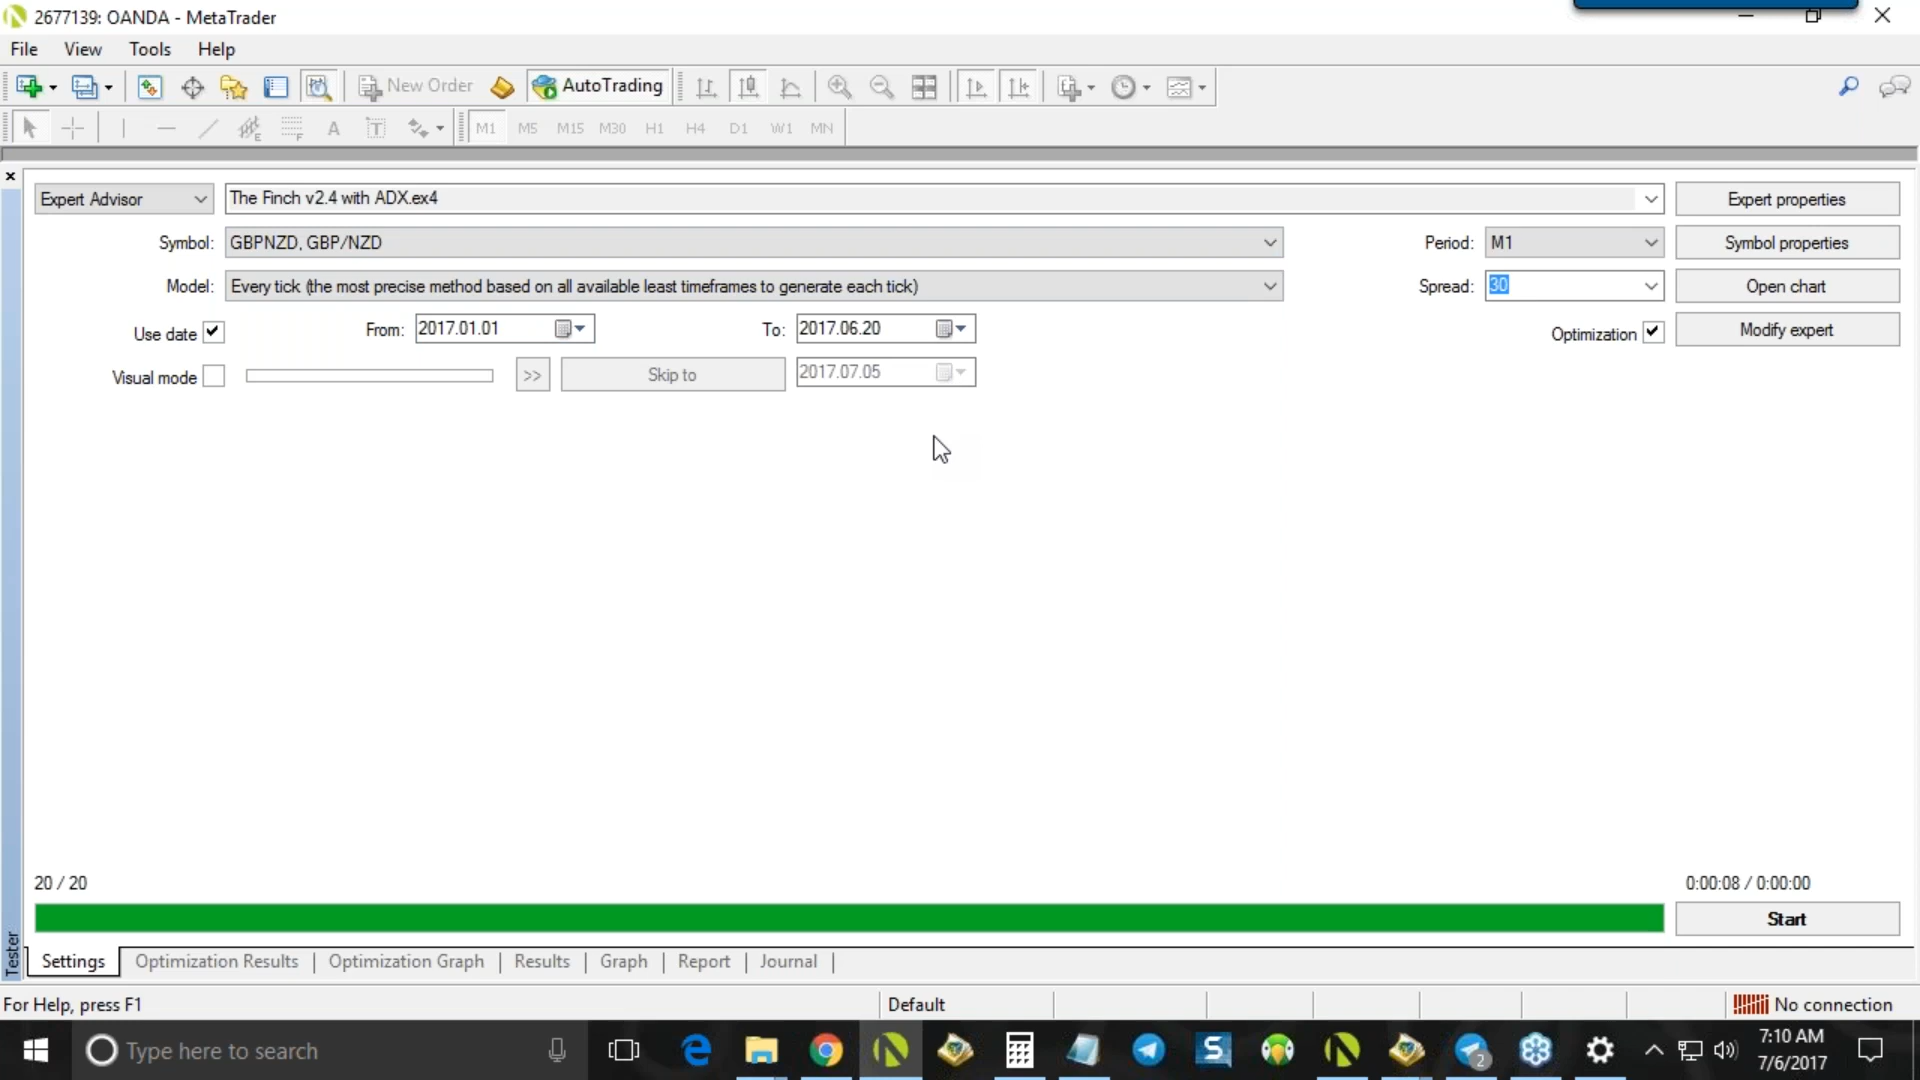 2677139: OANDA - MetaTrader
File View Tools Help
New Order AutoTrading
A T M1 M5 M15 M30 H1 H4 D1 W1 MN
Expert Advisor The Finch v2.4 with ADX.ex4 Expert properties
Symbol: GBPNZD, GBP/NZD Period: M1 Symbol properties
Model: Every tick (the most precise method based on all available least timeframes to generate each tick) Spread: 30 Open chart
Use date From: 2017.01.01 To: 2017.06.20 Optimization Modify expert
Visual mode >> Skip to 2017.07.05
20 / 20 0:00:08 / 0:00:00
Start
Tester
Settings Optimization Results Optimization Graph Results Graph Report Journal
For Help, press F1 Default No connection
Type here to search 2 7:10 AM
7/6/2017